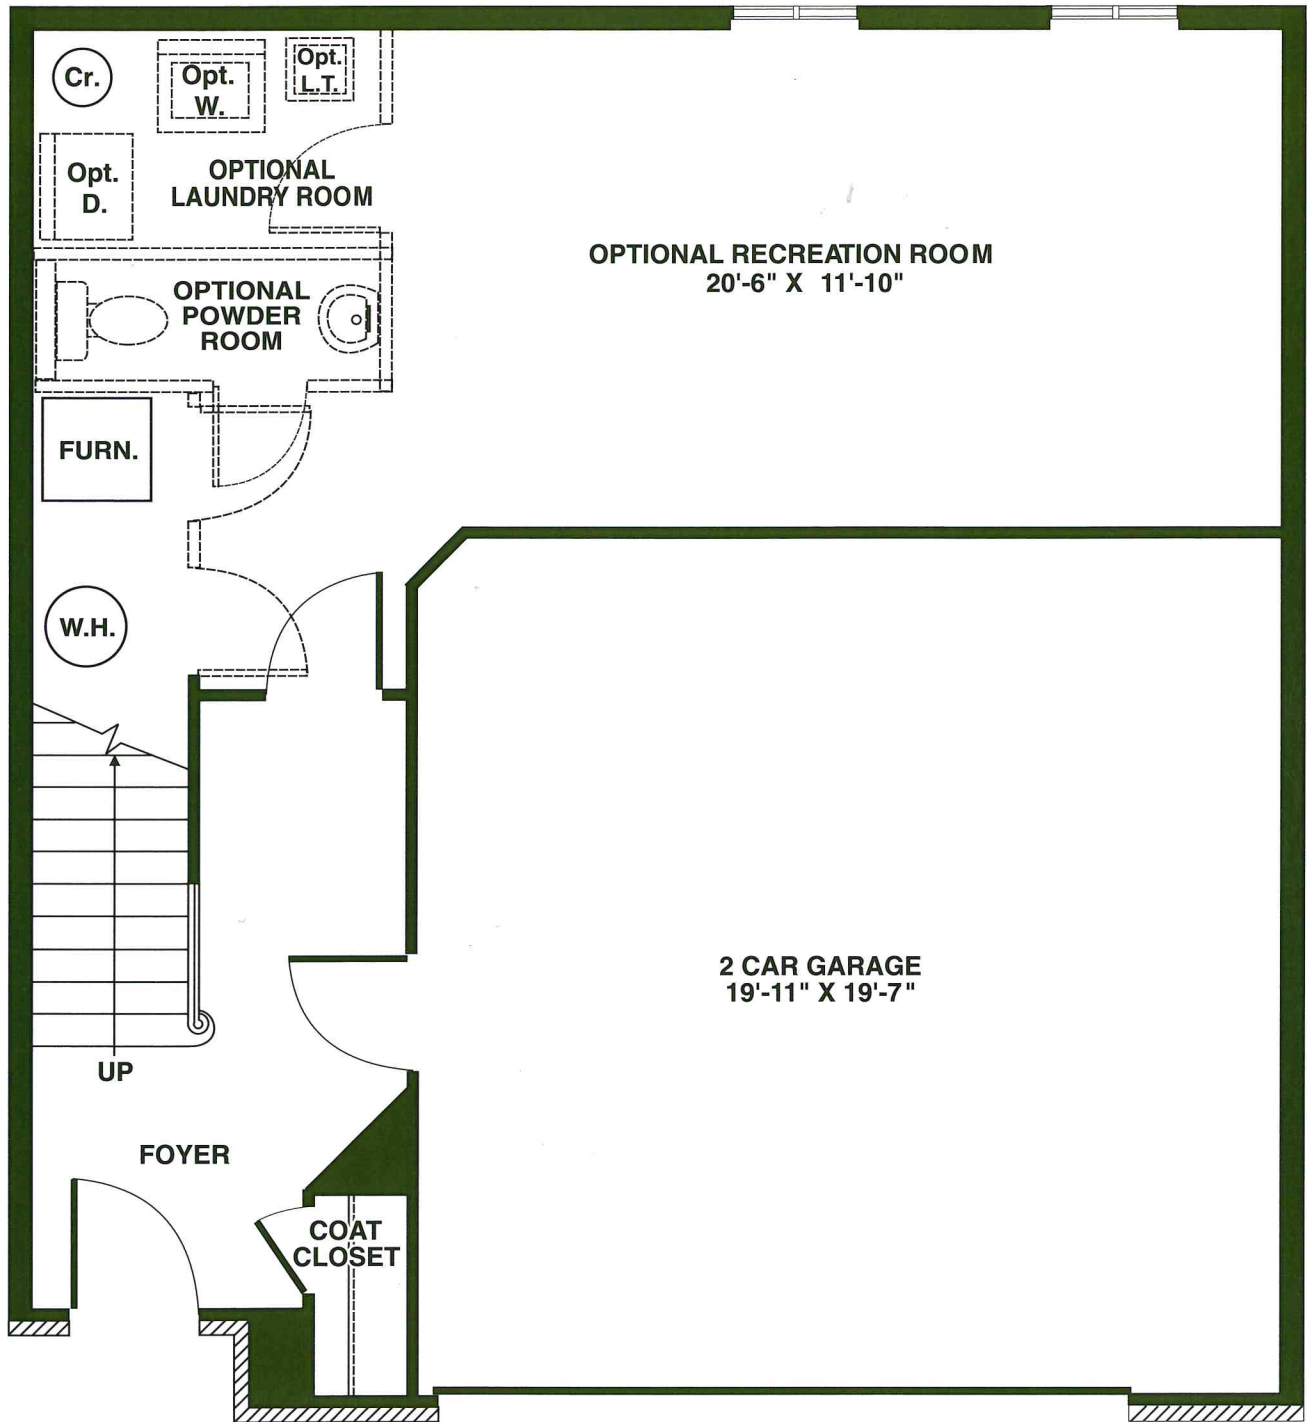 Cr.
Opt.
W.
Opt.
L.T.
Opt.
D.
OPTIONAL
LAUNDRY ROOM
OPTIONAL RECREATION ROOM
20'-6" X 11'-10"
OPTIONAL
POWDER
ROOM
FURN.
W.H.
2 CAR GARAGE
19'-11" X 19'-7"
UP
FOYER
COAT
CLOSET